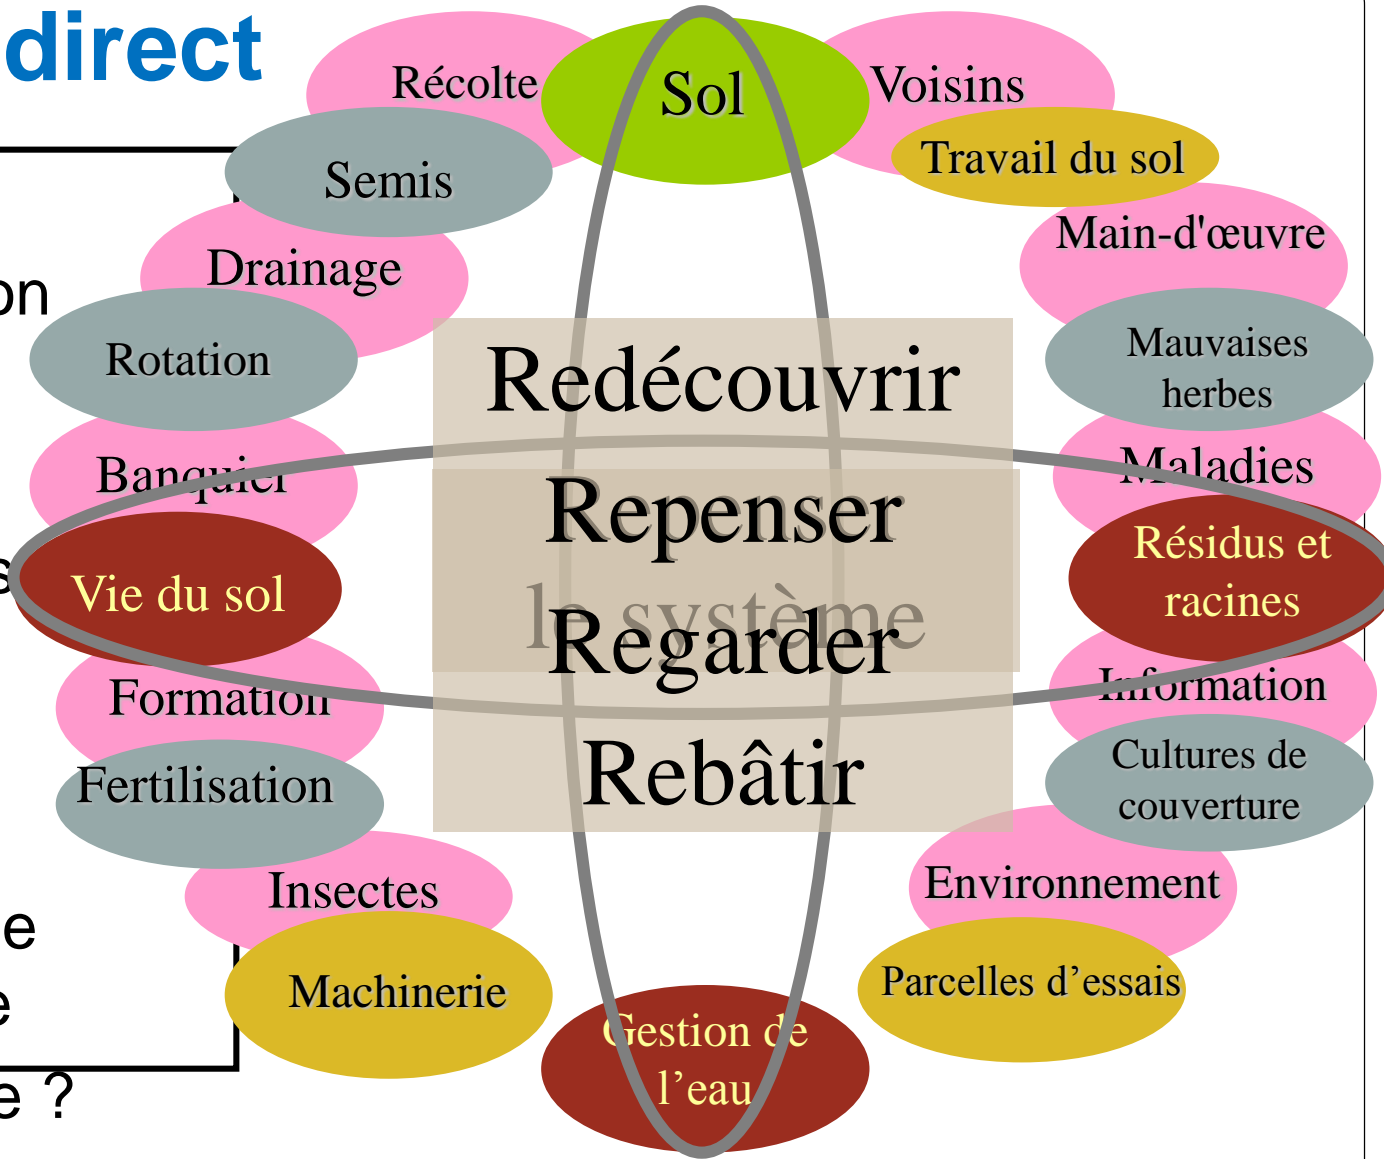 direct
Récolte
Sol
Voisins
Semis
Travail du sol
Drainage
Main-d'œuvre
on
Rotation
Mauvaises
herbes
Redécouvrir
Banquier
Maladies
Repenser
le système
Regarder
Rebâtir
s
Vie du sol
Résidus et
racines
Formation
Information
Fertilisation
Cultures de
couverture
Insectes
Environnement
e
Machinerie
Parcelles d’essais
e
Gestion de
l’eau
e ?